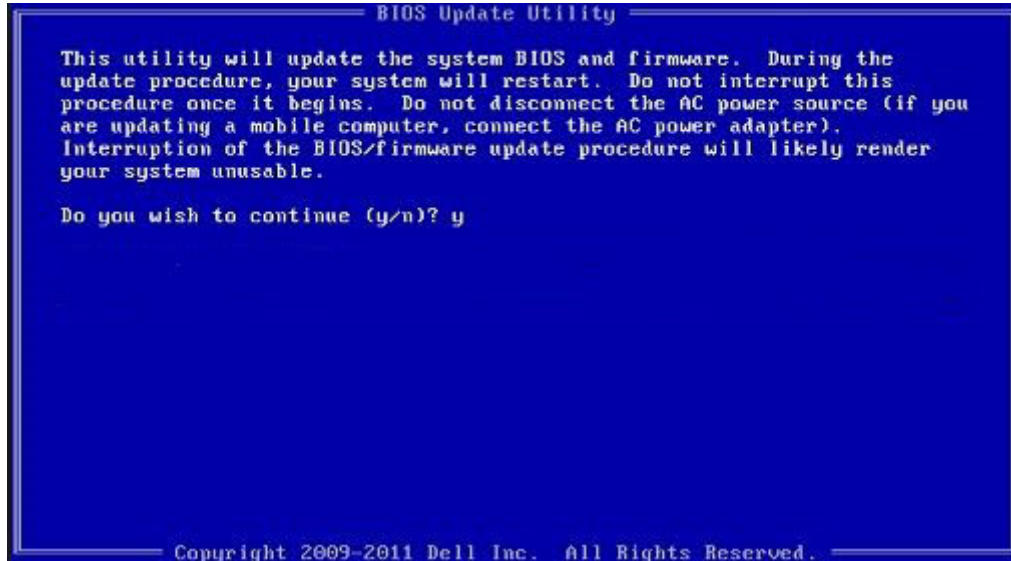 BIOS Update Utility
This utility will update the system BIOS and firmware. During the
update procedure, your system will restart. Do not interrupt this
procedure once it begins. Do not disconnect the AC power source (if you
are updating a mobile computer, connect the AC power adapter).
Interruption of the BIOS/firmware update procedure will likely render
your system unusable.
Do you wish to continue (y/n)? y
Copyright 2009-2011 Dell Inc. All Rights Reserved.